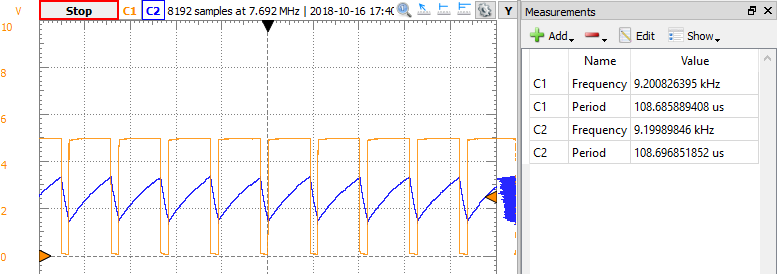 V Stop C1 C2 8192 samples at 7.692 MHz | 2018-10-16 17:40 Y
10
8
6
4
2
0
Measurements
Add Edit Show
Name Value
C1 Frequency 9.200826395 kHz
C1 Period 108.685889408 us
C2 Frequency 9.19989846 kHz
C2 Period 108.696851852 us